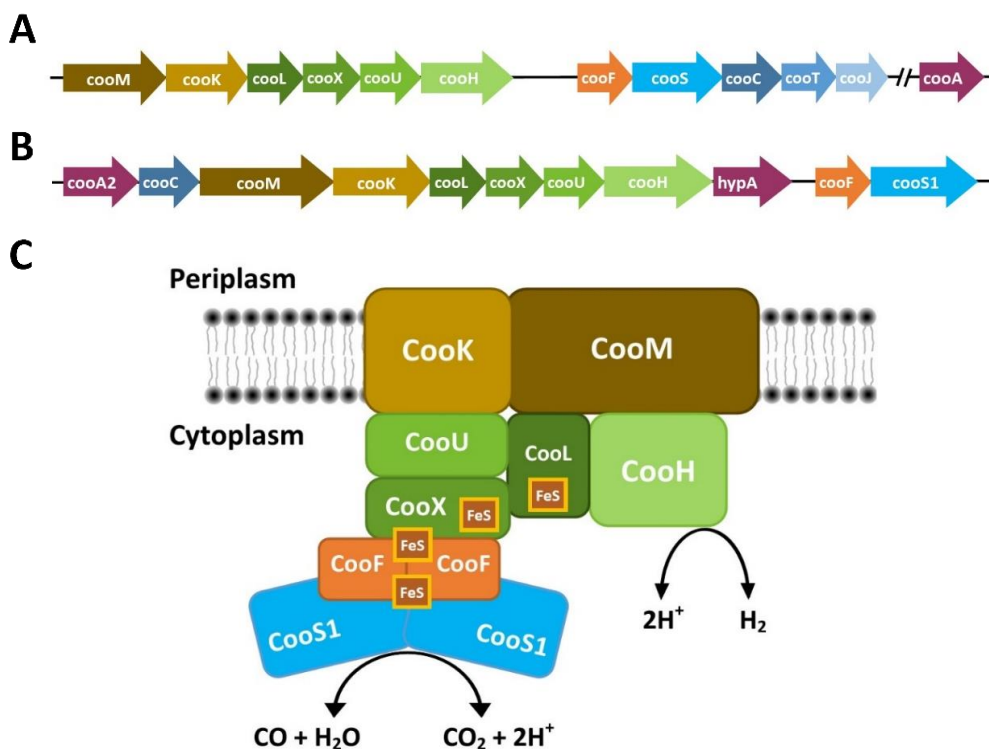 A
cooM cooK cooL cooX cooU cooH cooF cooS cooC cooT cooJ // cooA
B
cooA2 cooC cooM cooK cooL cooX cooU cooH hypA cooF cooS1
C
Periplasm
CooK CooM
Cytoplasm
CooU CooL CooH
CooX FeS FeS
FeS
CooF CooF
FeS
CooS1 CooS1
2H⁺ H₂
CO + H₂O CO₂ + 2H⁺